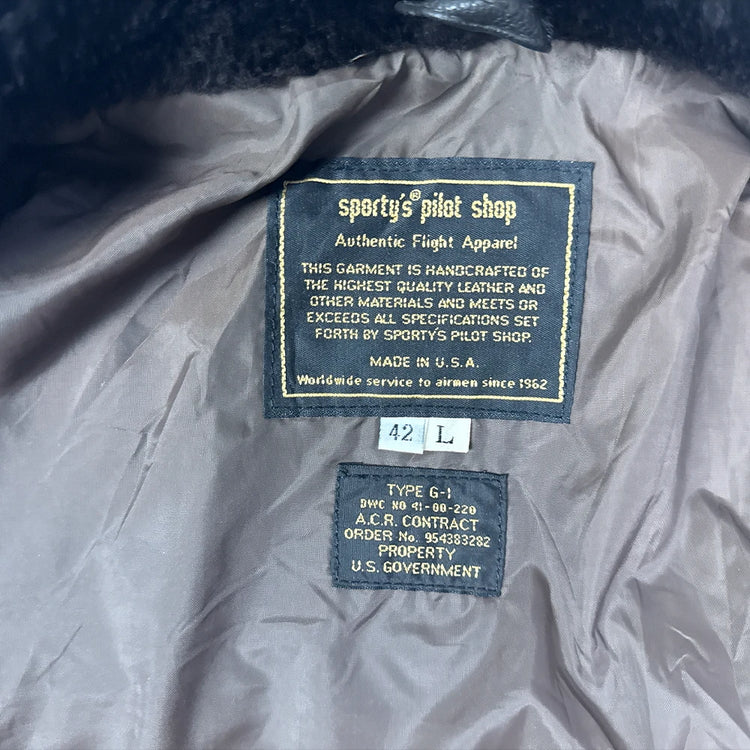 sporty's® pilot shop
Authentic Flight Apparel
THIS GARMENT IS HANDCRAFTED OF
THE HIGHEST QUALITY LEATHER AND
OTHER MATERIALS AND MEETS OR
EXCEEDS ALL SPECIFICATIONS SET
FORTH BY SPORTY'S PILOT SHOP.
MADE IN U.S.A.
Worldwide service to airmen since 1962
42 L
TYPE G-1
DWC NO 41-00-220
A.C.R. CONTRACT
ORDER No. 954383282
PROPERTY
U.S. GOVERNMENT